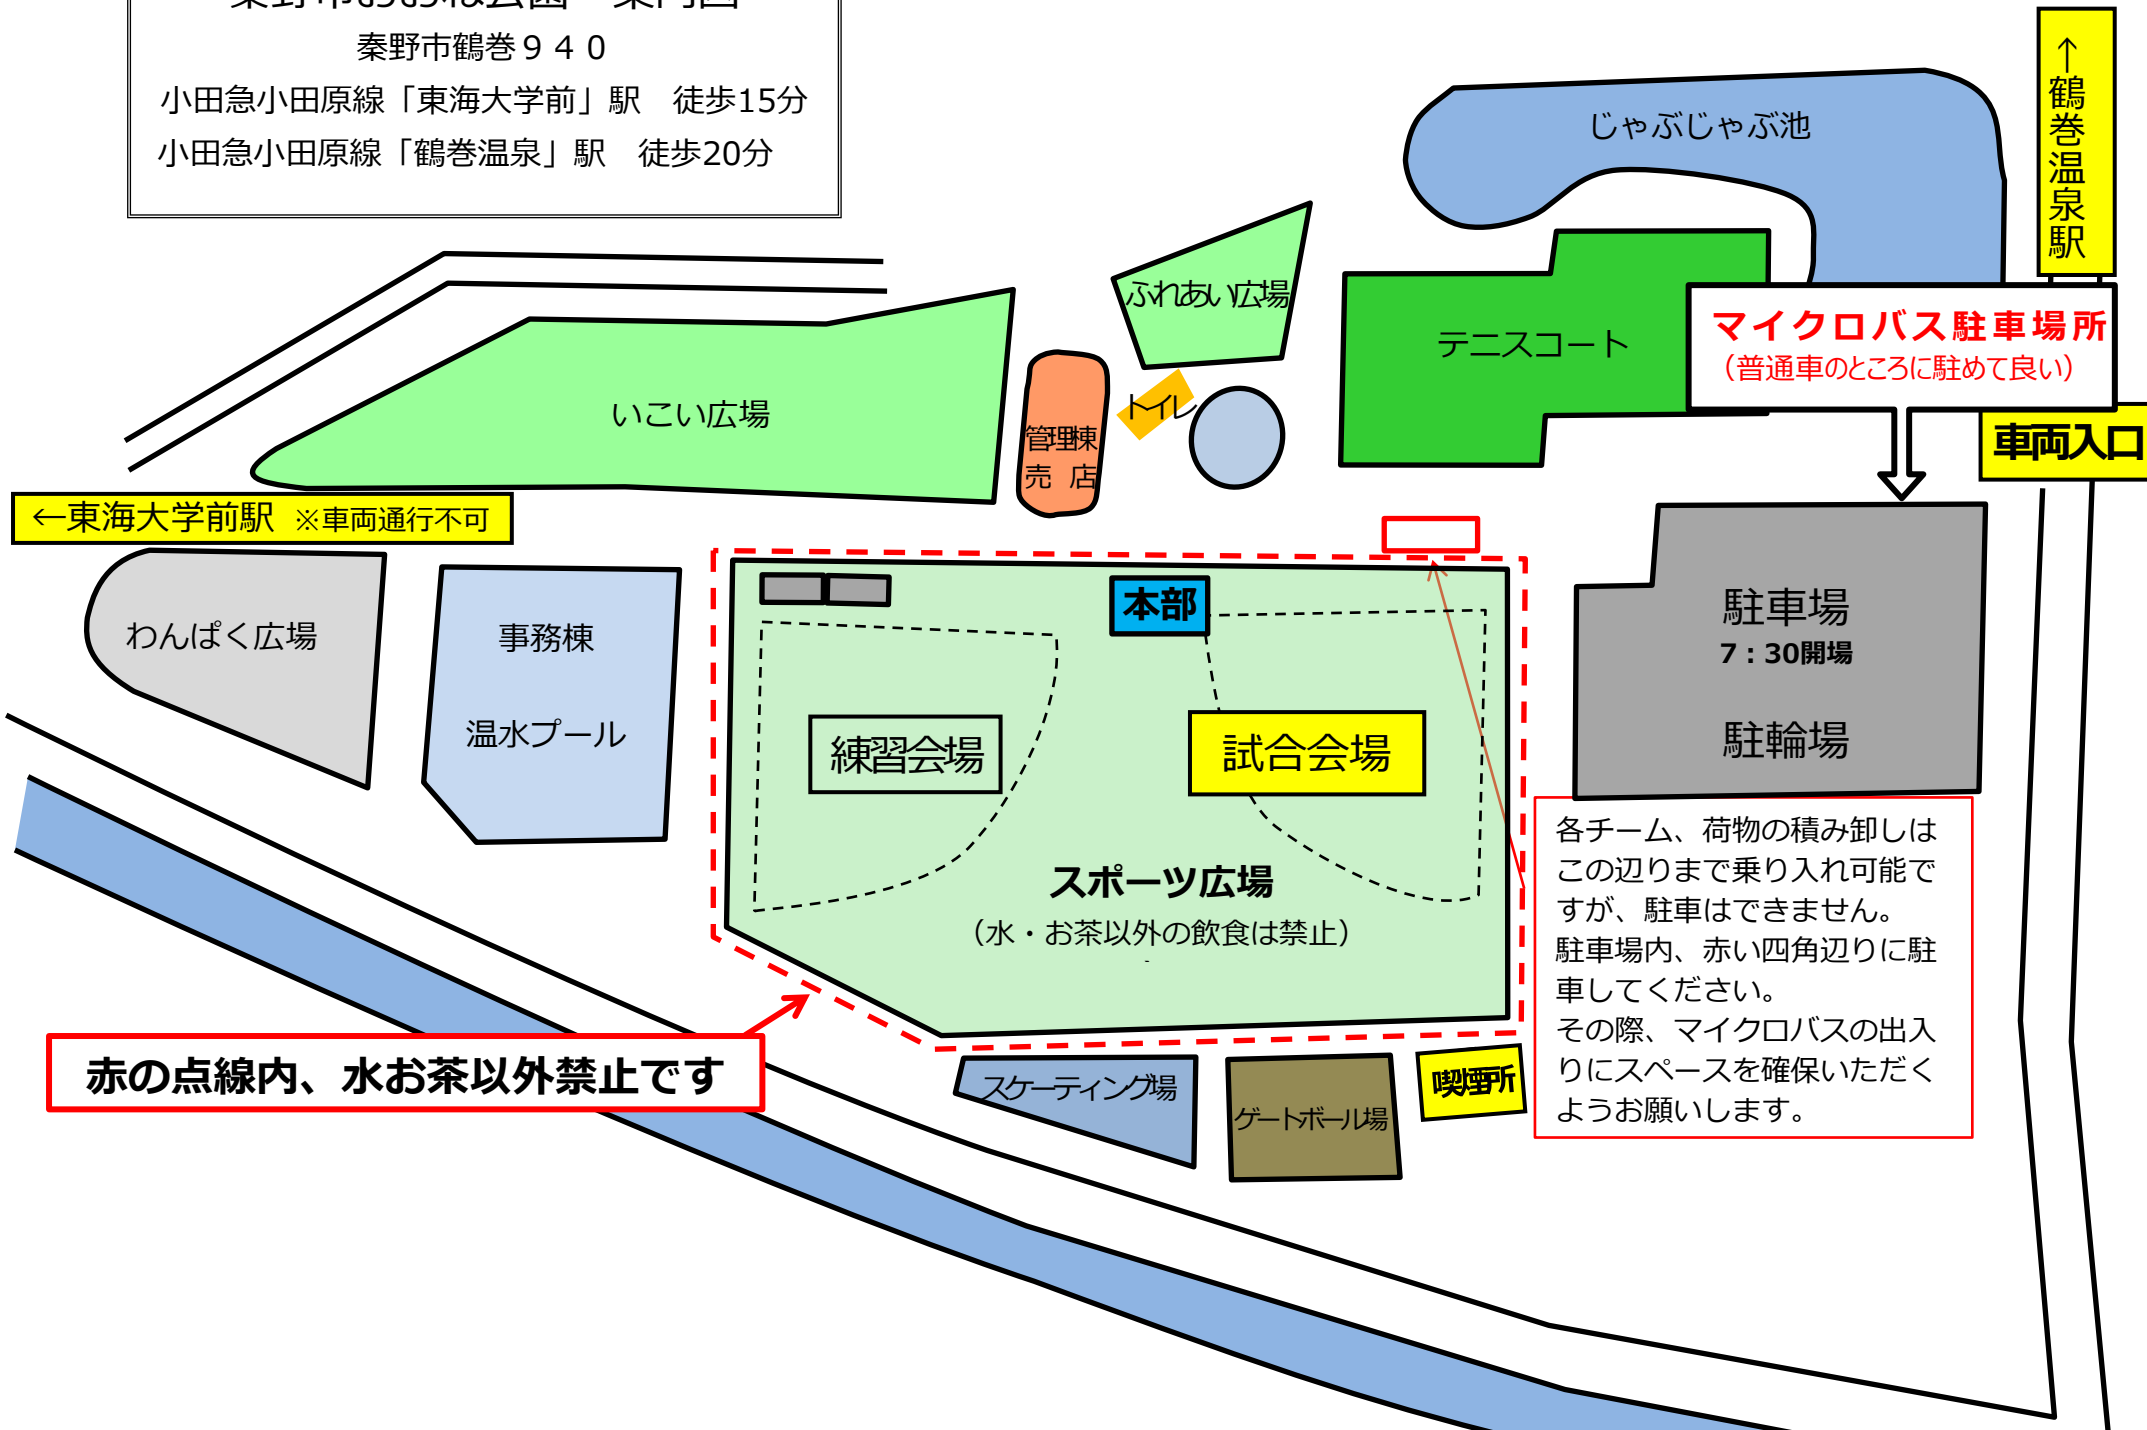 秦野市おおね公園　案内図
秦野市鶴巻９４０
小田急小田原線「東海大学前」駅　徒歩15分
小田急小田原線「鶴巻温泉」駅　徒歩20分
↑鶴巻温泉駅
じゃぶじゃぶ池
ふれあい広場
テニスコート
マイクロバス駐車場所
（普通車のところに駐めて良い）
いこい広場
トイレ
管理棟
売　店
車両入口
←東海大学前駅　※車両通行不可
わんぱく広場
事務棟
温水プール
本部
練習会場
試合会場
スポーツ広場
（水・お茶以外の飲食は禁止）
駐車場
7：30開場
駐輪場
各チーム、荷物の積み卸しは
この辺りまで乗り入れ可能で
すが、駐車はできません。
駐車場内、赤い四角辺りに駐
車してください。
その際、マイクロバスの出入
りにスペースを確保いただく
ようお願いします。
赤の点線内、水お茶以外禁止です
スケーティング場
ゲートボール場
喫煙所